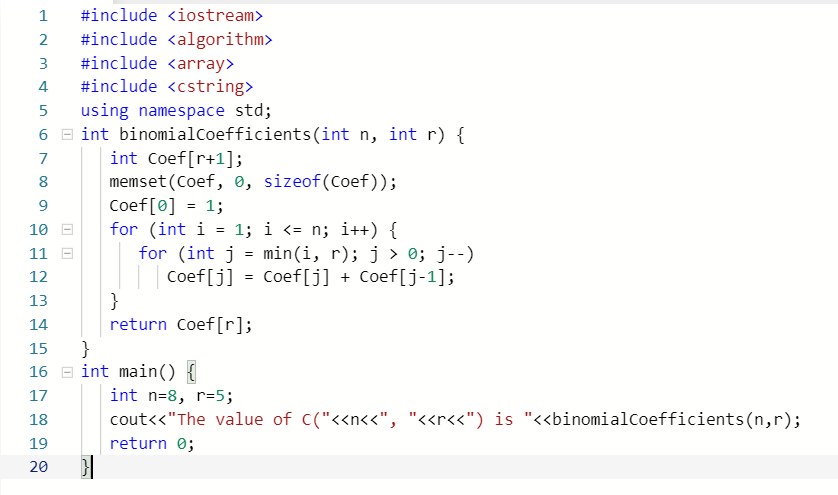 1 #include <iostream>
2 #include <algorithm>
3 #include <array>
4 #include <cstring>
5 using namespace std;
6 int binomialCoefficients(int n, int r) {
7 int Coef[r+1];
8 memset(Coef, 0, sizeof(Coef));
9 Coef[0] = 1;
10 for (int i = 1; i <= n; i++) {
11 for (int j = min(i, r); j > 0; j--)
12 Coef[j] = Coef[j] + Coef[j-1];
13 }
14 return Coef[r];
15 }
16 int main() {
17 int n=8, r=5;
18 cout<<"The value of C("<<n<<", "<<r<<") is "<<binomialCoefficients(n,r);
19 return 0;
20 }